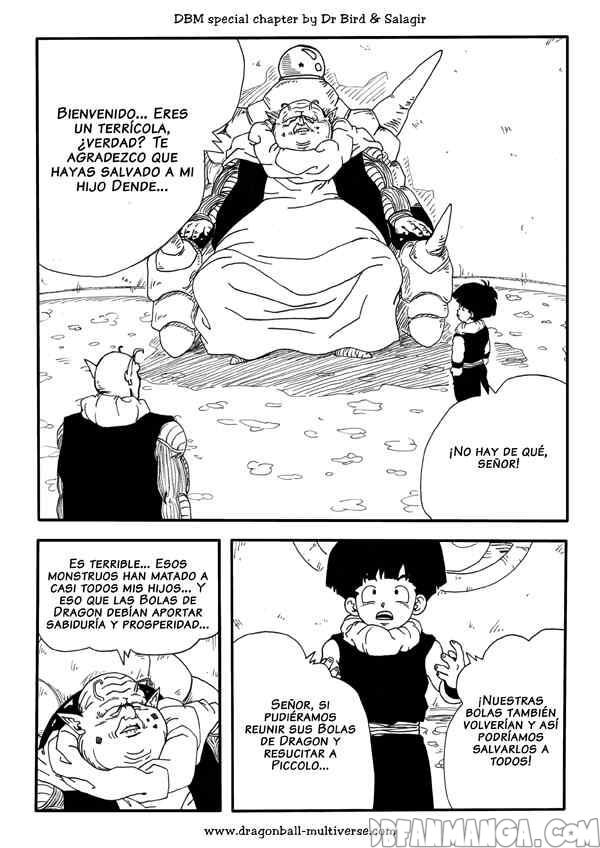 DBM special chapter by Dr Bird & Salagir
Bienvenido... Eres
un terrícola,
¿verdad? Te
agradezco que
hayas salvado a mi
hijo Dende...
¡No hay de qué,
señor!
Es terrible... Esos
monstruos han matado a
casi todos mis hijos... Y
eso que las Bolas de
Dragon debían aportar
sabiduría y prosperidad...
Señor, si
pudiéramos
reunir sus Bolas
de Dragon y
resucitar a
Piccolo...
¡Nuestras
bolas también
volverían y así
podríamos
salvarlos a
todos!
www.dragonball-multiverse.com
DBFANMANGA.COM